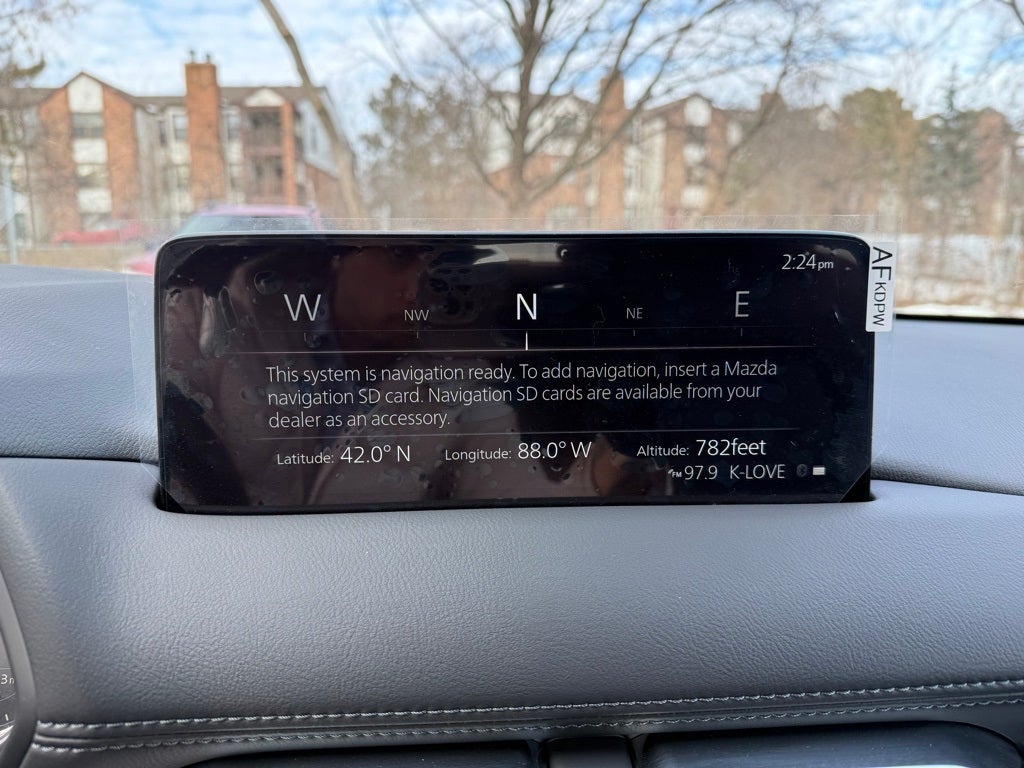 2:24pm
W NW N NE E
This system is navigation ready. To add navigation, insert a Mazda
navigation SD card. Navigation SD cards are available from your
dealer as an accessory.
Latitude: 42.0° N Longitude: 88.0° W Altitude: 782feet
FM 97.9 K-LOVE
AFKDPW